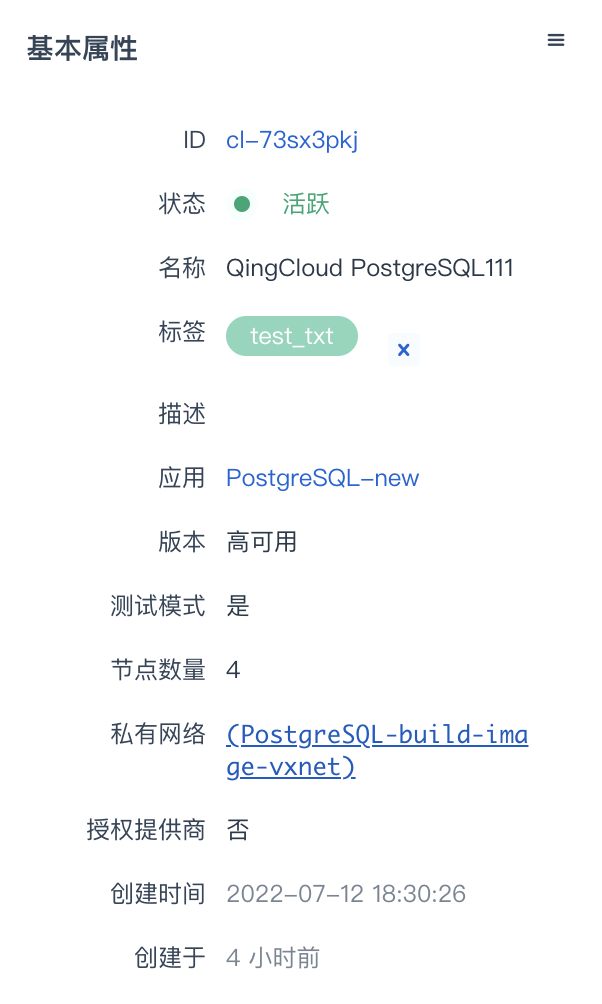 基本属性
ID cl-73sx3pkj
状态 活跃
名称 QingCloud PostgreSQL111
标签 test_txt
描述
应用 PostgreSQL-new
版本 高可用
测试模式 是
节点数量 4
私有网络 (PostgreSQL-build-ima
ge-vxnet)
授权提供商 否
创建时间 2022-07-12 18:30:26
创建于 4 小时前